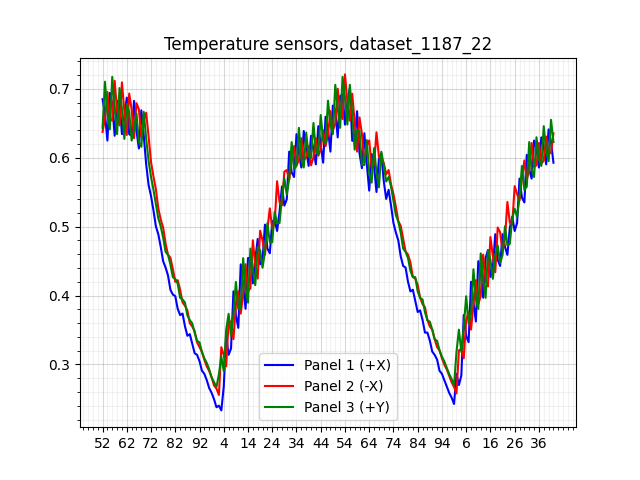 Temperature sensors, dataset_1187_22
0.7
0.6
0.5
0.4
0.3
Panel 1 (+X)
Panel 2 (-X)
Panel 3 (+Y)
52 62 72 82 92 4 14 24 34 44 54 64 74 84 94 6 16 26 36